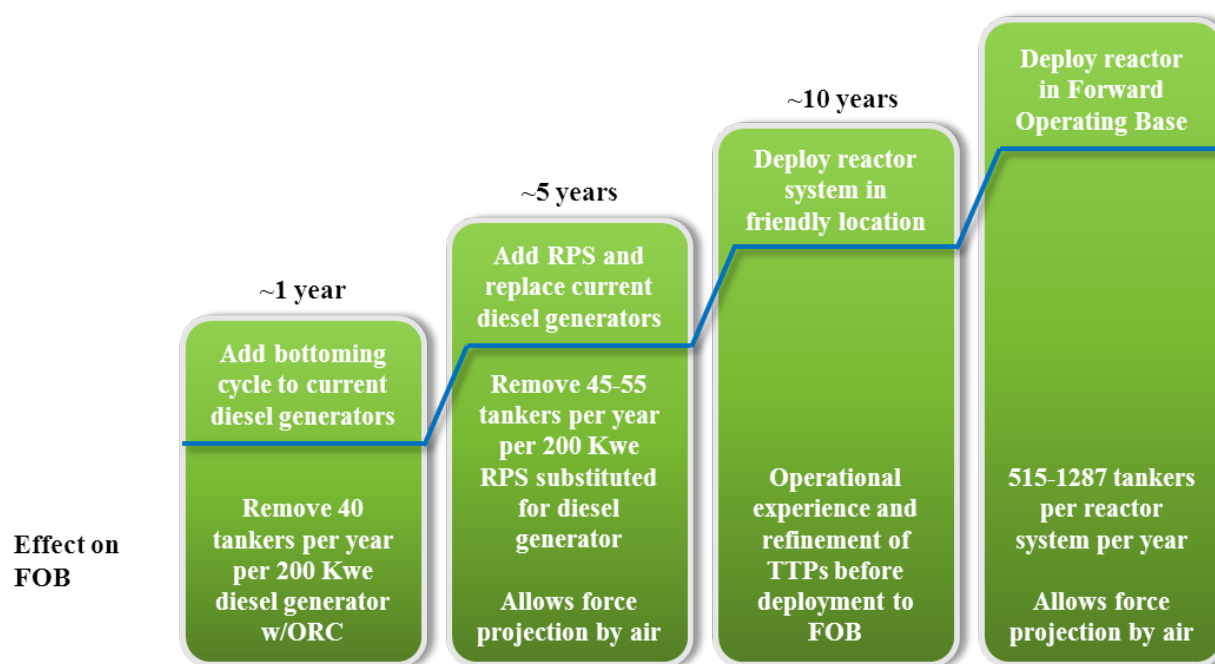 ~1 year
Add bottoming
cycle to current
diesel generators
Remove 40
tankers per year
per 200 Kwe
diesel generator
w/ORC
~5 years
Add RPS and
replace current
diesel generators
Remove 45-55
tankers per year
per 200 Kwe
RPS substituted
for diesel
generator
Allows force
projection by air
~10 years
Deploy reactor
system in
friendly location
Operational
experience and
refinement of
TTPs before
deployment to
FOB
Deploy reactor
in Forward
Operating Base
515-1287 tankers
per reactor
system per year
Allows force
projection by air
Effect on
FOB